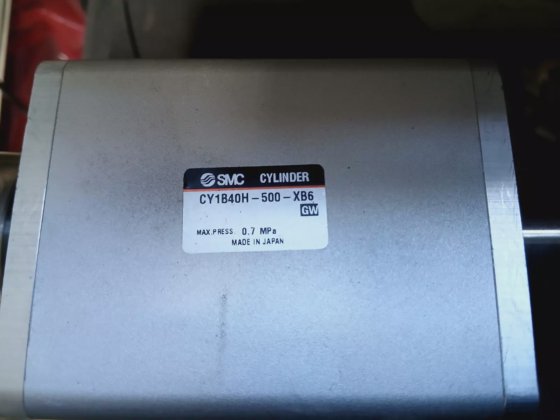 SMC CYLINDER
CY1B40H-500-XB6
GW
MAX.PRESS. 0.7 MPa
MADE IN JAPAN